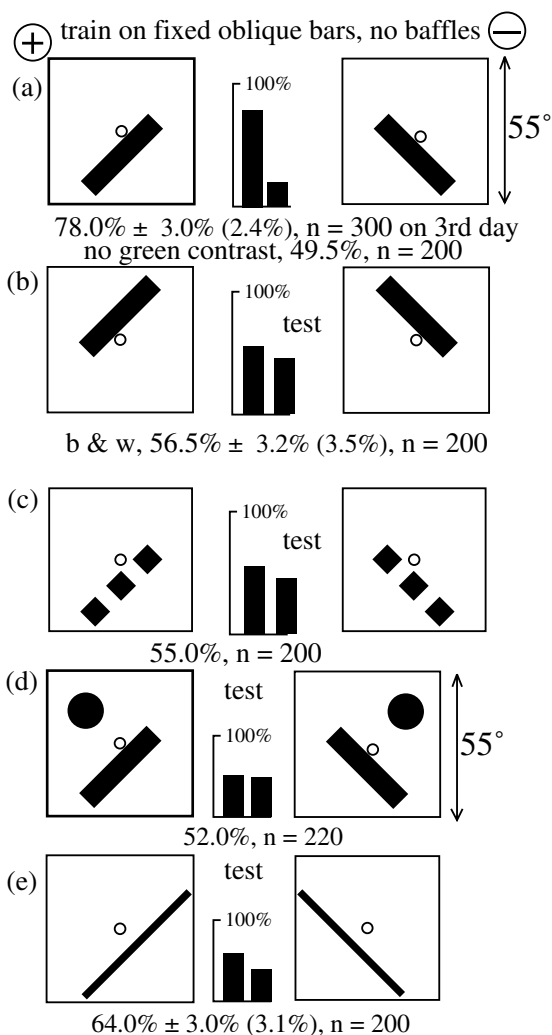 + train on fixed oblique bars, no baffles −
(a)
100%
55°
78.0% ± 3.0% (2.4%), n = 300 on 3rd day
no green contrast, 49.5%, n = 200
(b)
100%
test
b & w, 56.5% ± 3.2% (3.5%), n = 200
(c)
100%
test
55.0%, n = 200
(d)
test
100%
55°
52.0%, n = 220
(e)
test
100%
64.0% ± 3.0% (3.1%), n = 200